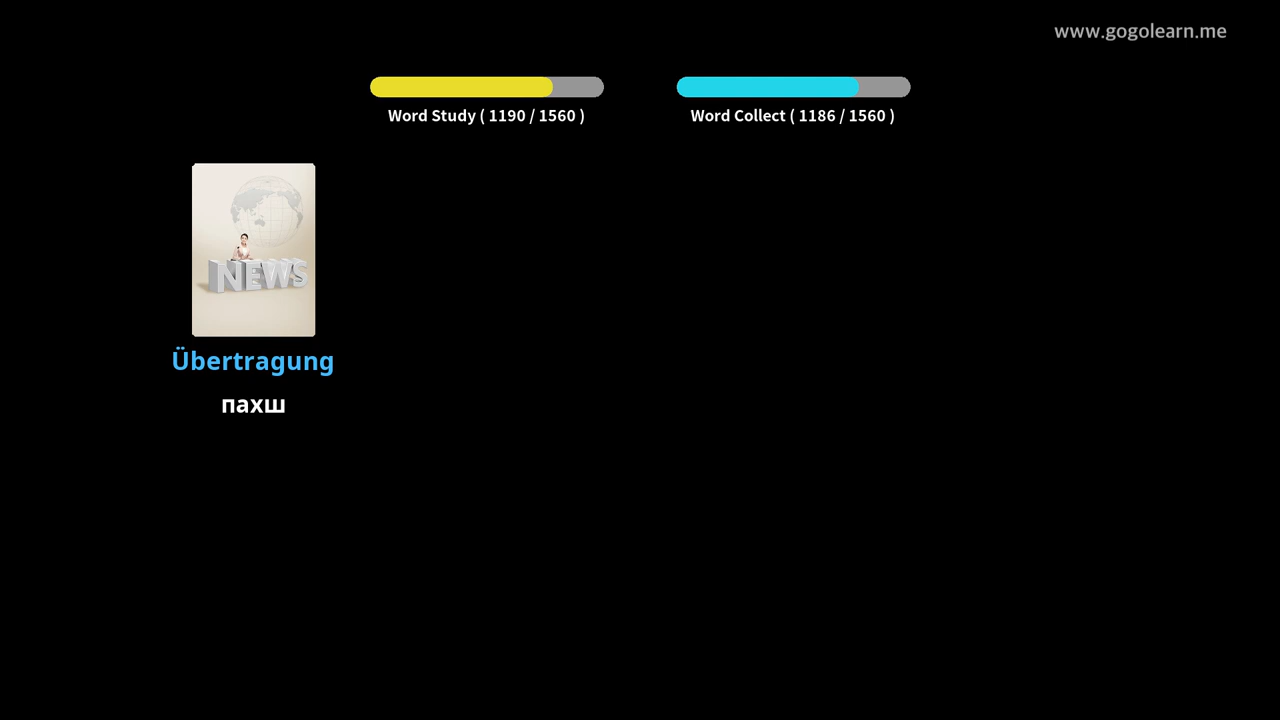 www.gogolearn.me
Word Study ( 1190 / 1560 )
Word Collect ( 1186 / 1560 )
NEWS
Übertragung
пахш